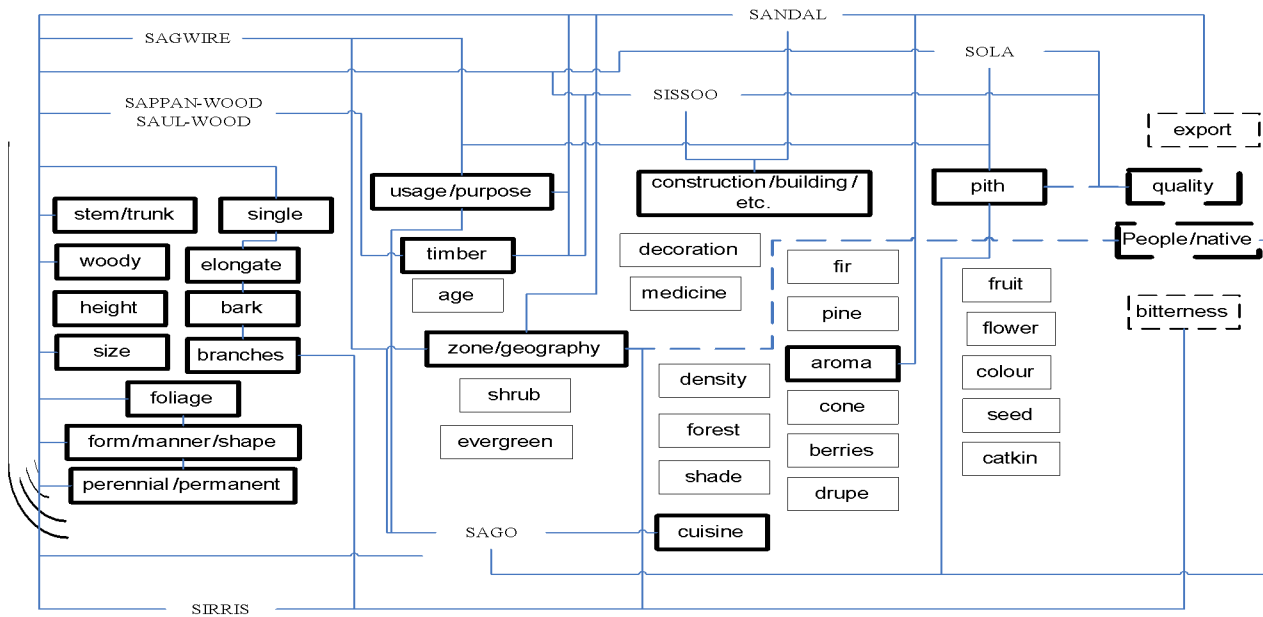 SANDAL
SAGWIRE
SOLA
SISSOO
SAPPAN-WOOD
SAUL-WOOD
export
usage/purpose
construction/building/
etc.
pith
quality
stem/trunk
single
People/native
woody
elongate
timber
decoration
fir
age
medicine
fruit
height
bark
pine
flower
bitterness
size
branches
zone/geography
aroma
colour
foliage
shrub
density
cone
seed
form/manner/shape
evergreen
forest
berries
catkin
perennial/permanent
shade
drupe
SAGO
cuisine
SIRRIS